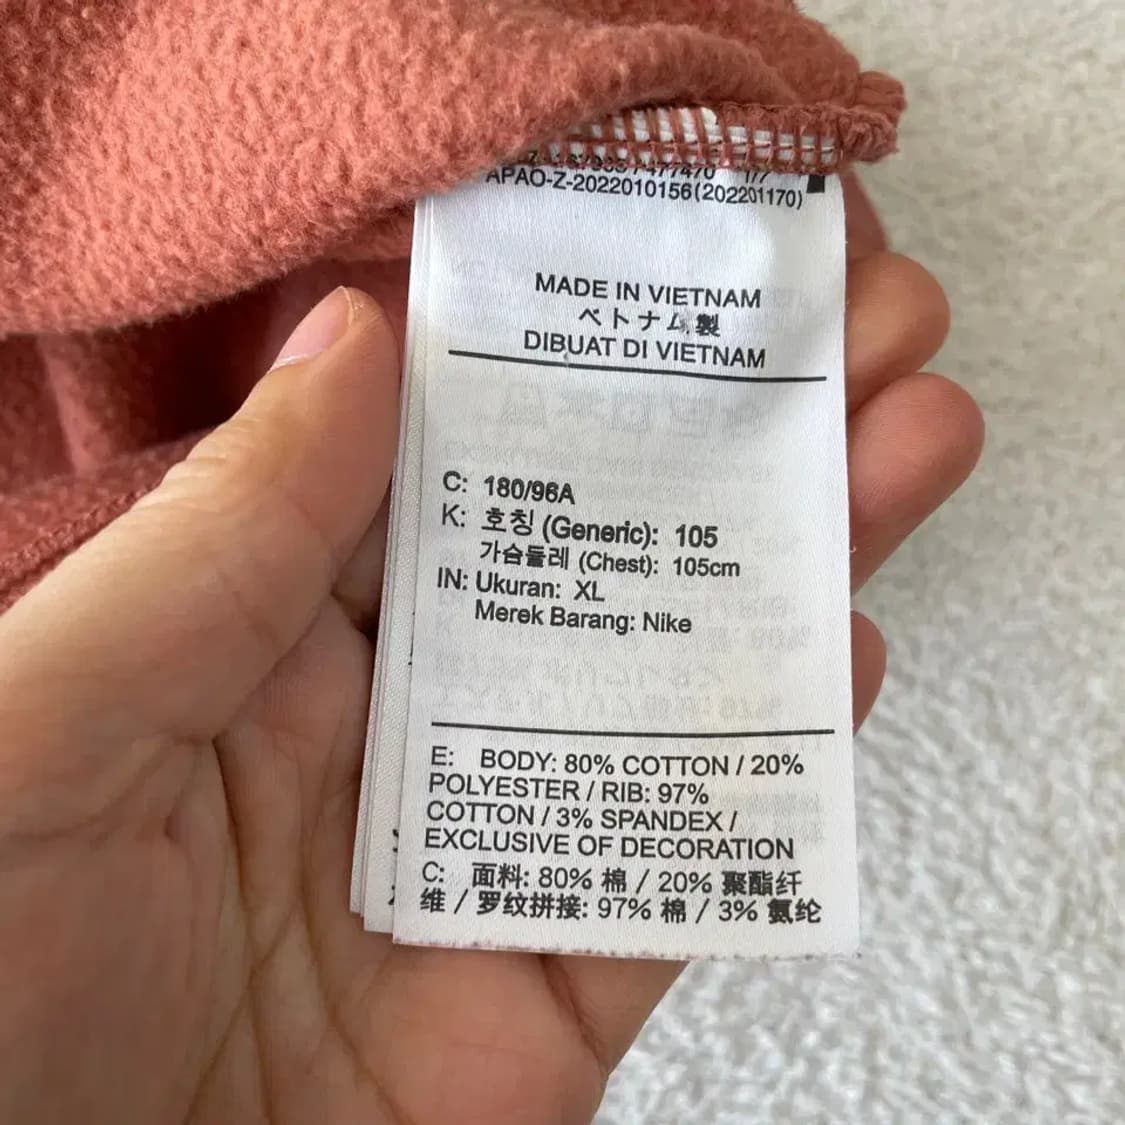 1/7
APAO-Z-2022010156(202201170)
MADE IN VIETNAM
ベトナム製
DIBUAT DI VIETNAM
C: 180/96A
K: 호칭 (Generic): 105
가슴둘레 (Chest): 105cm
IN: Ukuran: XL
Merek Barang: Nike
E: BODY: 80% COTTON / 20%
POLYESTER / RIB: 97%
COTTON / 3% SPANDEX /
EXCLUSIVE OF DECORATION
C: 面料: 80% 棉 / 20% 聚酯纤
维 / 罗纹拼接: 97% 棉 / 3% 氨纶